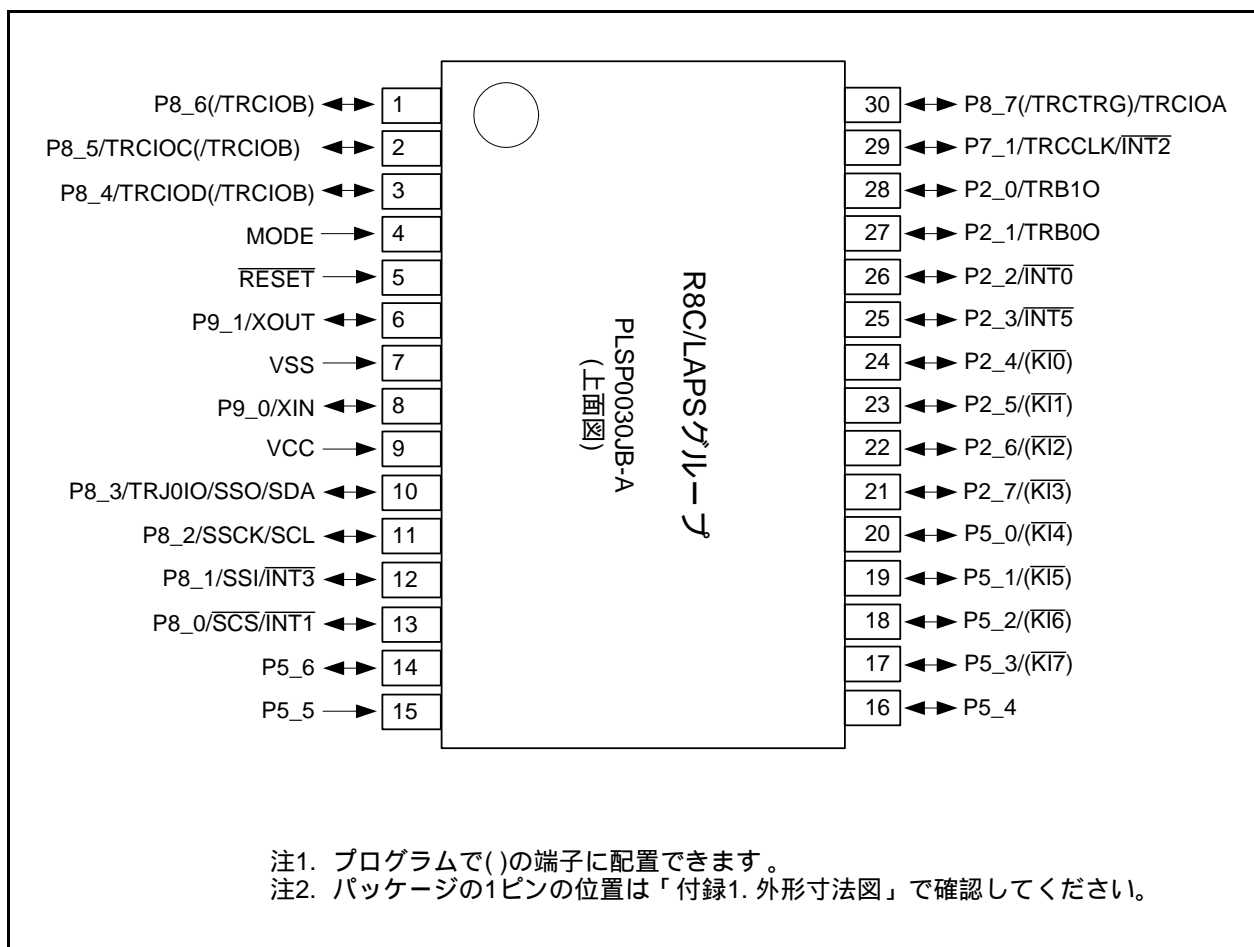 P8_6(/TRCIOB) 1
P8_5/TRCIOC(/TRCIOB) 2
P8_4/TRCIOD(/TRCIOB) 3
MODE 4
RESET 5
P9_1/XOUT 6
VSS 7
P9_0/XIN 8
VCC 9
P8_3/TRJ0IO/SSO/SDA 10
P8_2/SSCK/SCL 11
P8_1/SSI/INT3 12
P8_0/SCS/INT1 13
P5_6 14
P5_5 15
R8C/LAPSグループ
PLSP0030JB-A
(上面図)
30 P8_7(/TRCTRG)/TRCIOA
29 P7_1/TRCCLK/INT2
28 P2_0/TRB1O
27 P2_1/TRB0O
26 P2_2/INT0
25 P2_3/INT5
24 P2_4/(KI0)
23 P2_5/(KI1)
22 P2_6/(KI2)
21 P2_7/(KI3)
20 P5_0/(KI4)
19 P5_1/(KI5)
18 P5_2/(KI6)
17 P5_3/(KI7)
16 P5_4
注1. プログラムで( )の端子に配置できます。
注2. パッケージの1ピンの位置は「付録1. 外形寸法図」で確認してください。